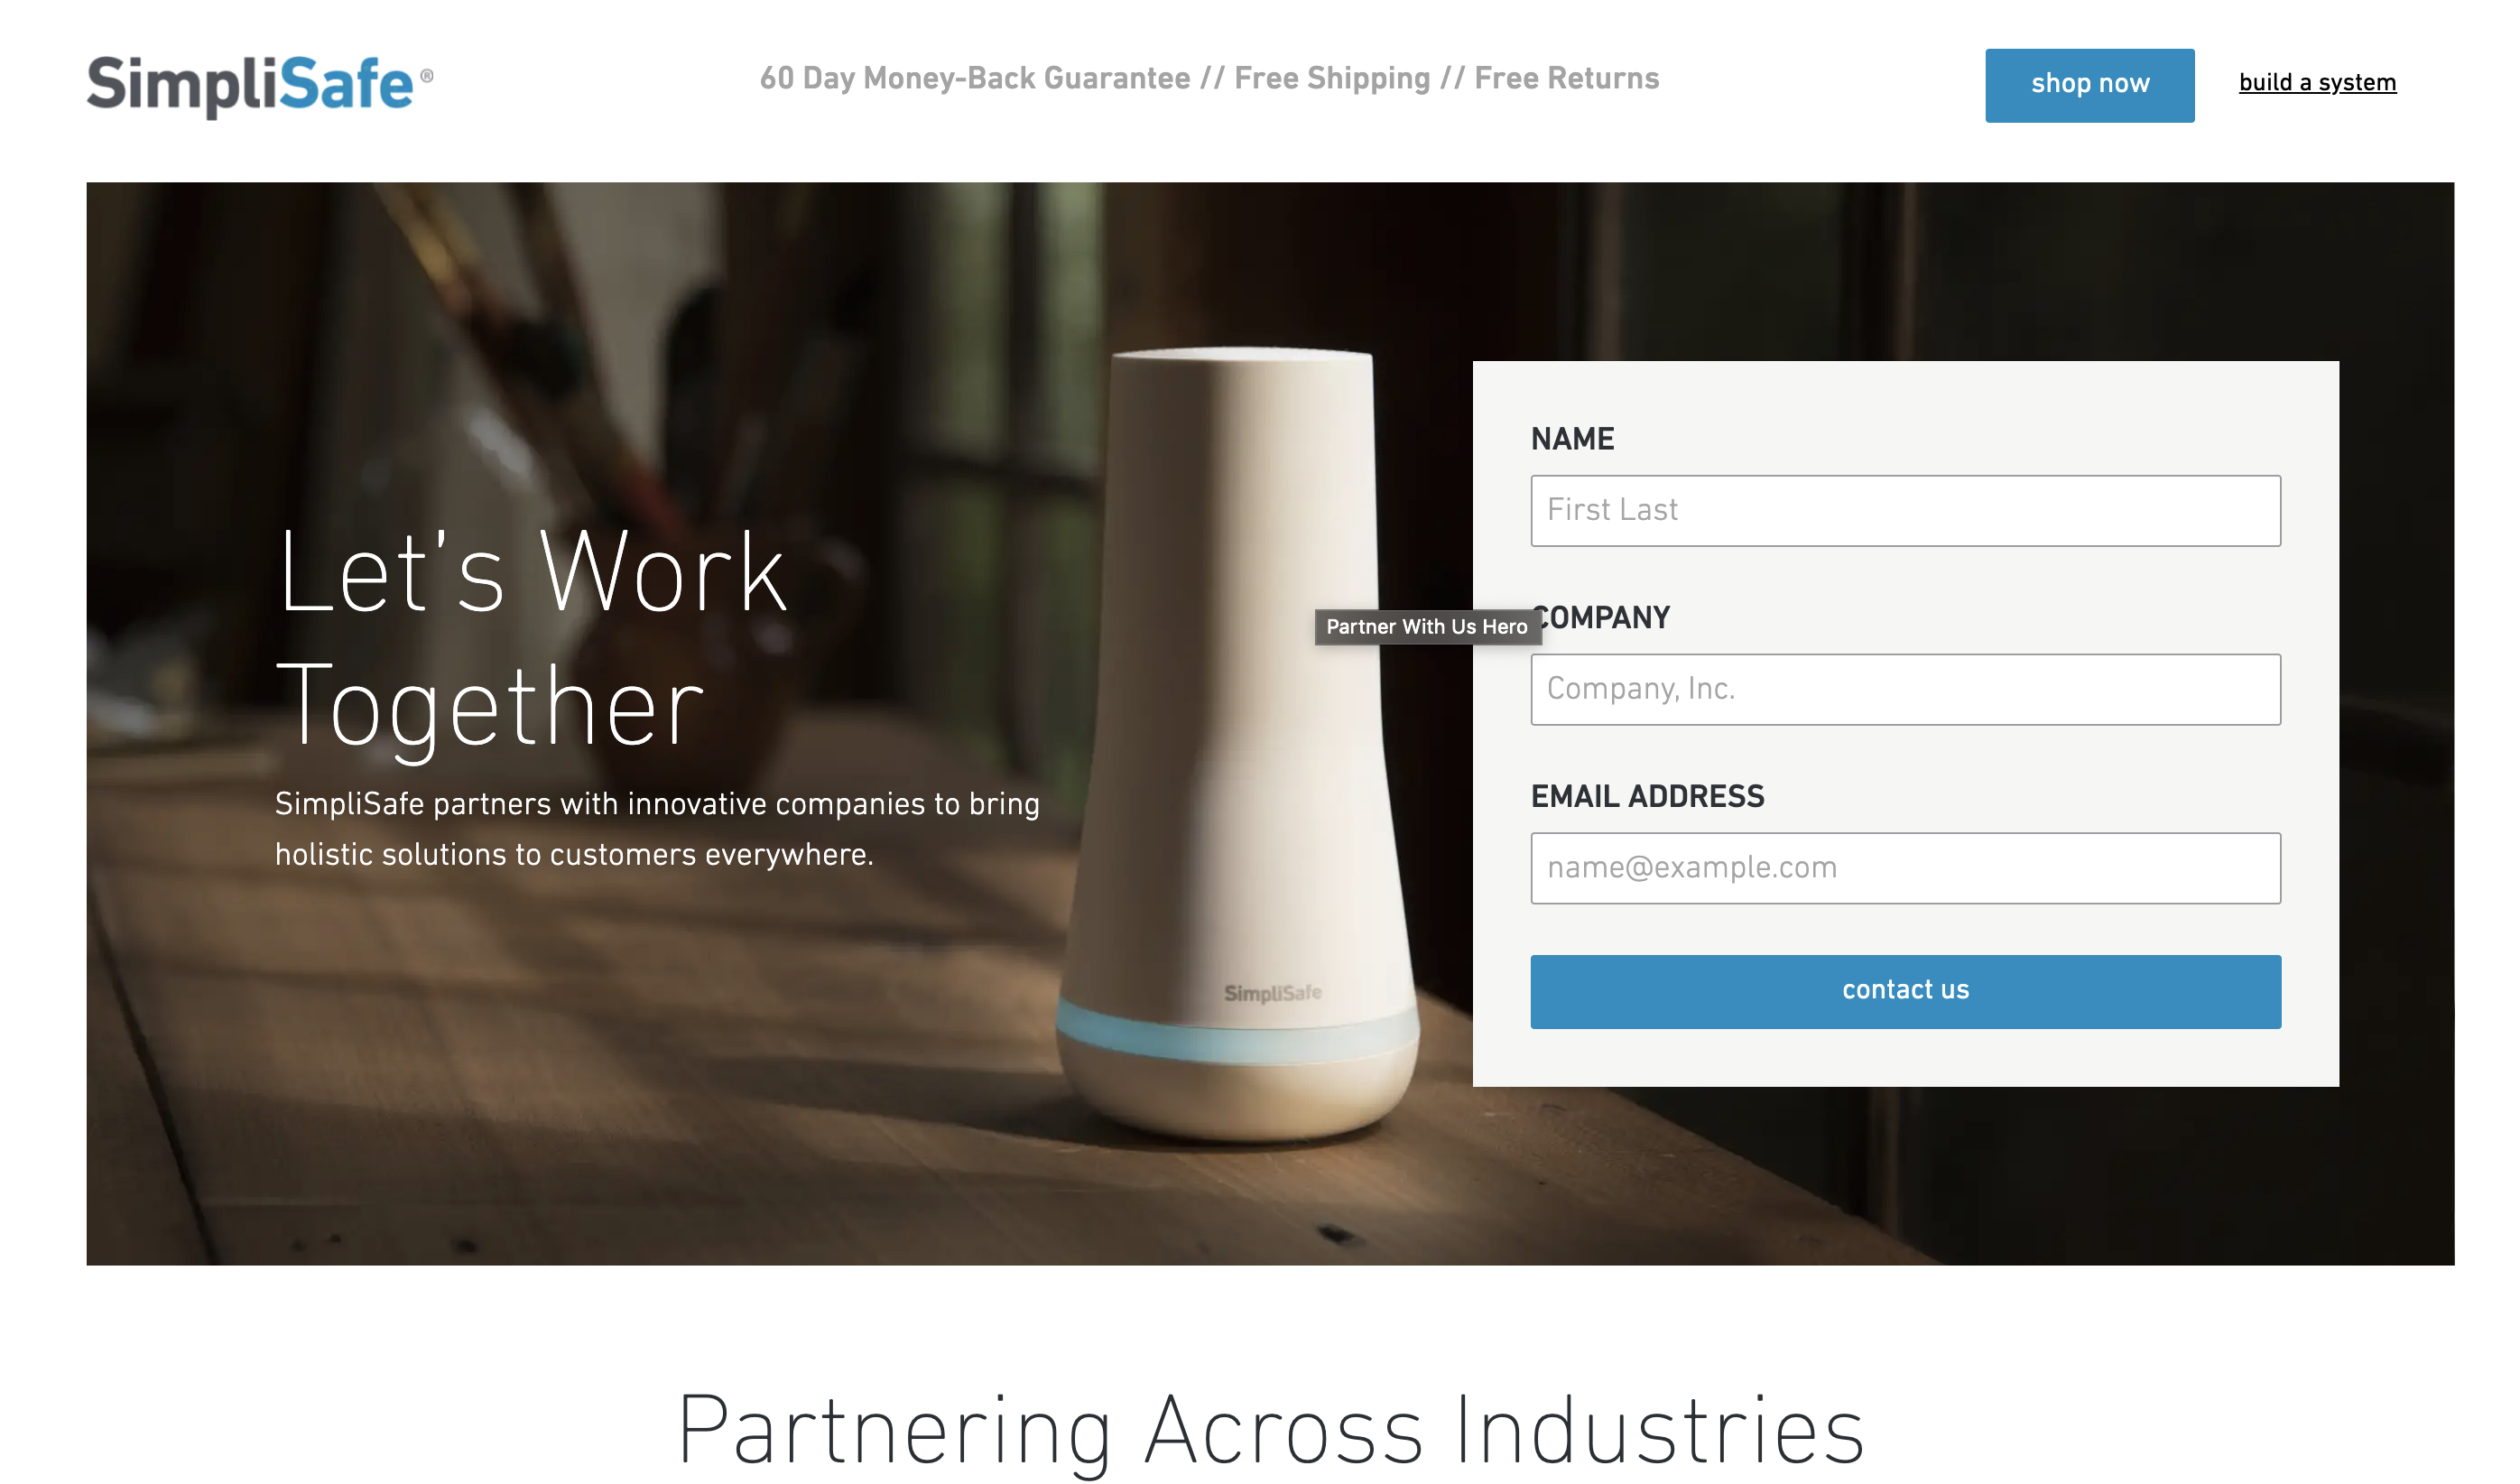 SimpliSafe®
60 Day Money-Back Guarantee // Free Shipping // Free Returns
shop now
build a system
Let's Work
Together
SimpliSafe partners with innovative companies to bring
holistic solutions to customers everywhere.
SimpliSafe
Partner With Us Hero
NAME
First Last
COMPANY
Company, Inc.
EMAIL ADDRESS
name@example.com
contact us
Partnering Across Industries